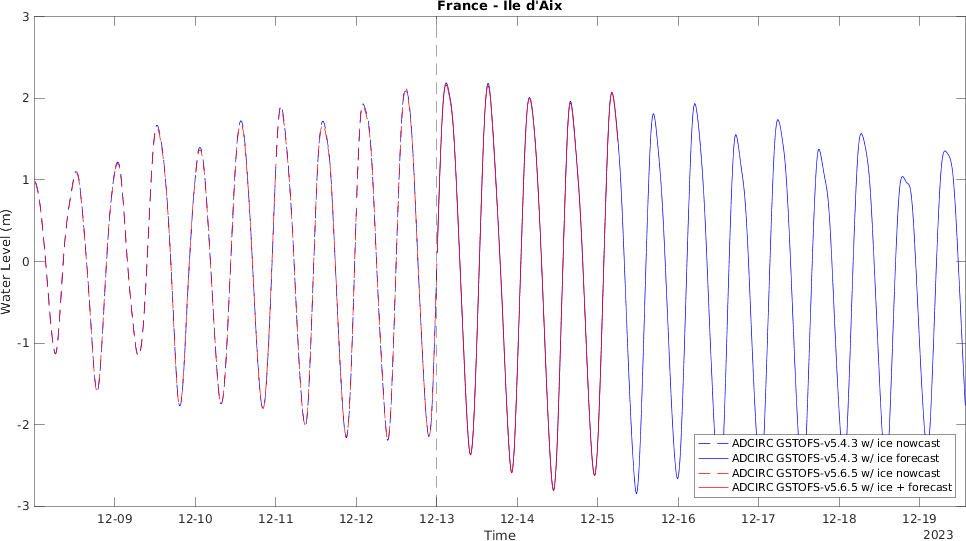 France - Ile d'Aix
3
2
1
0
-1
-2
-3
Water Level (m)
12-09 12-10 12-11 12-12 12-13 12-14 12-15 12-16 12-17 12-18 12-19
Time
2023
ADCIRC GSTOFS-v5.4.3 w/ ice nowcast
ADCIRC GSTOFS-v5.4.3 w/ ice forecast
ADCIRC GSTOFS-v5.6.5 w/ ice nowcast
ADCIRC GSTOFS-v5.6.5 w/ ice + forecast